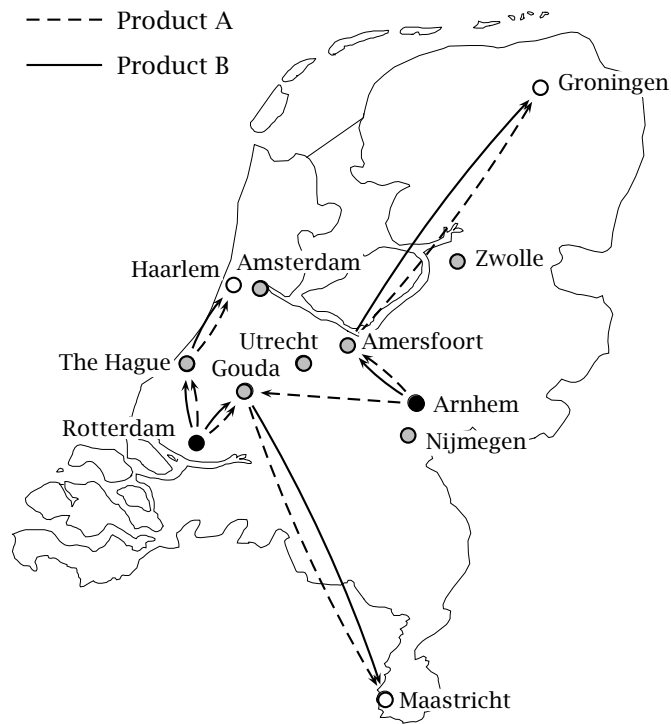 Product A
Product B
Groningen
Zwolle
Haarlem
Amsterdam
Utrecht
Amersfoort
The Hague
Gouda
Arnhem
Rotterdam
Nijmegen
Maastricht